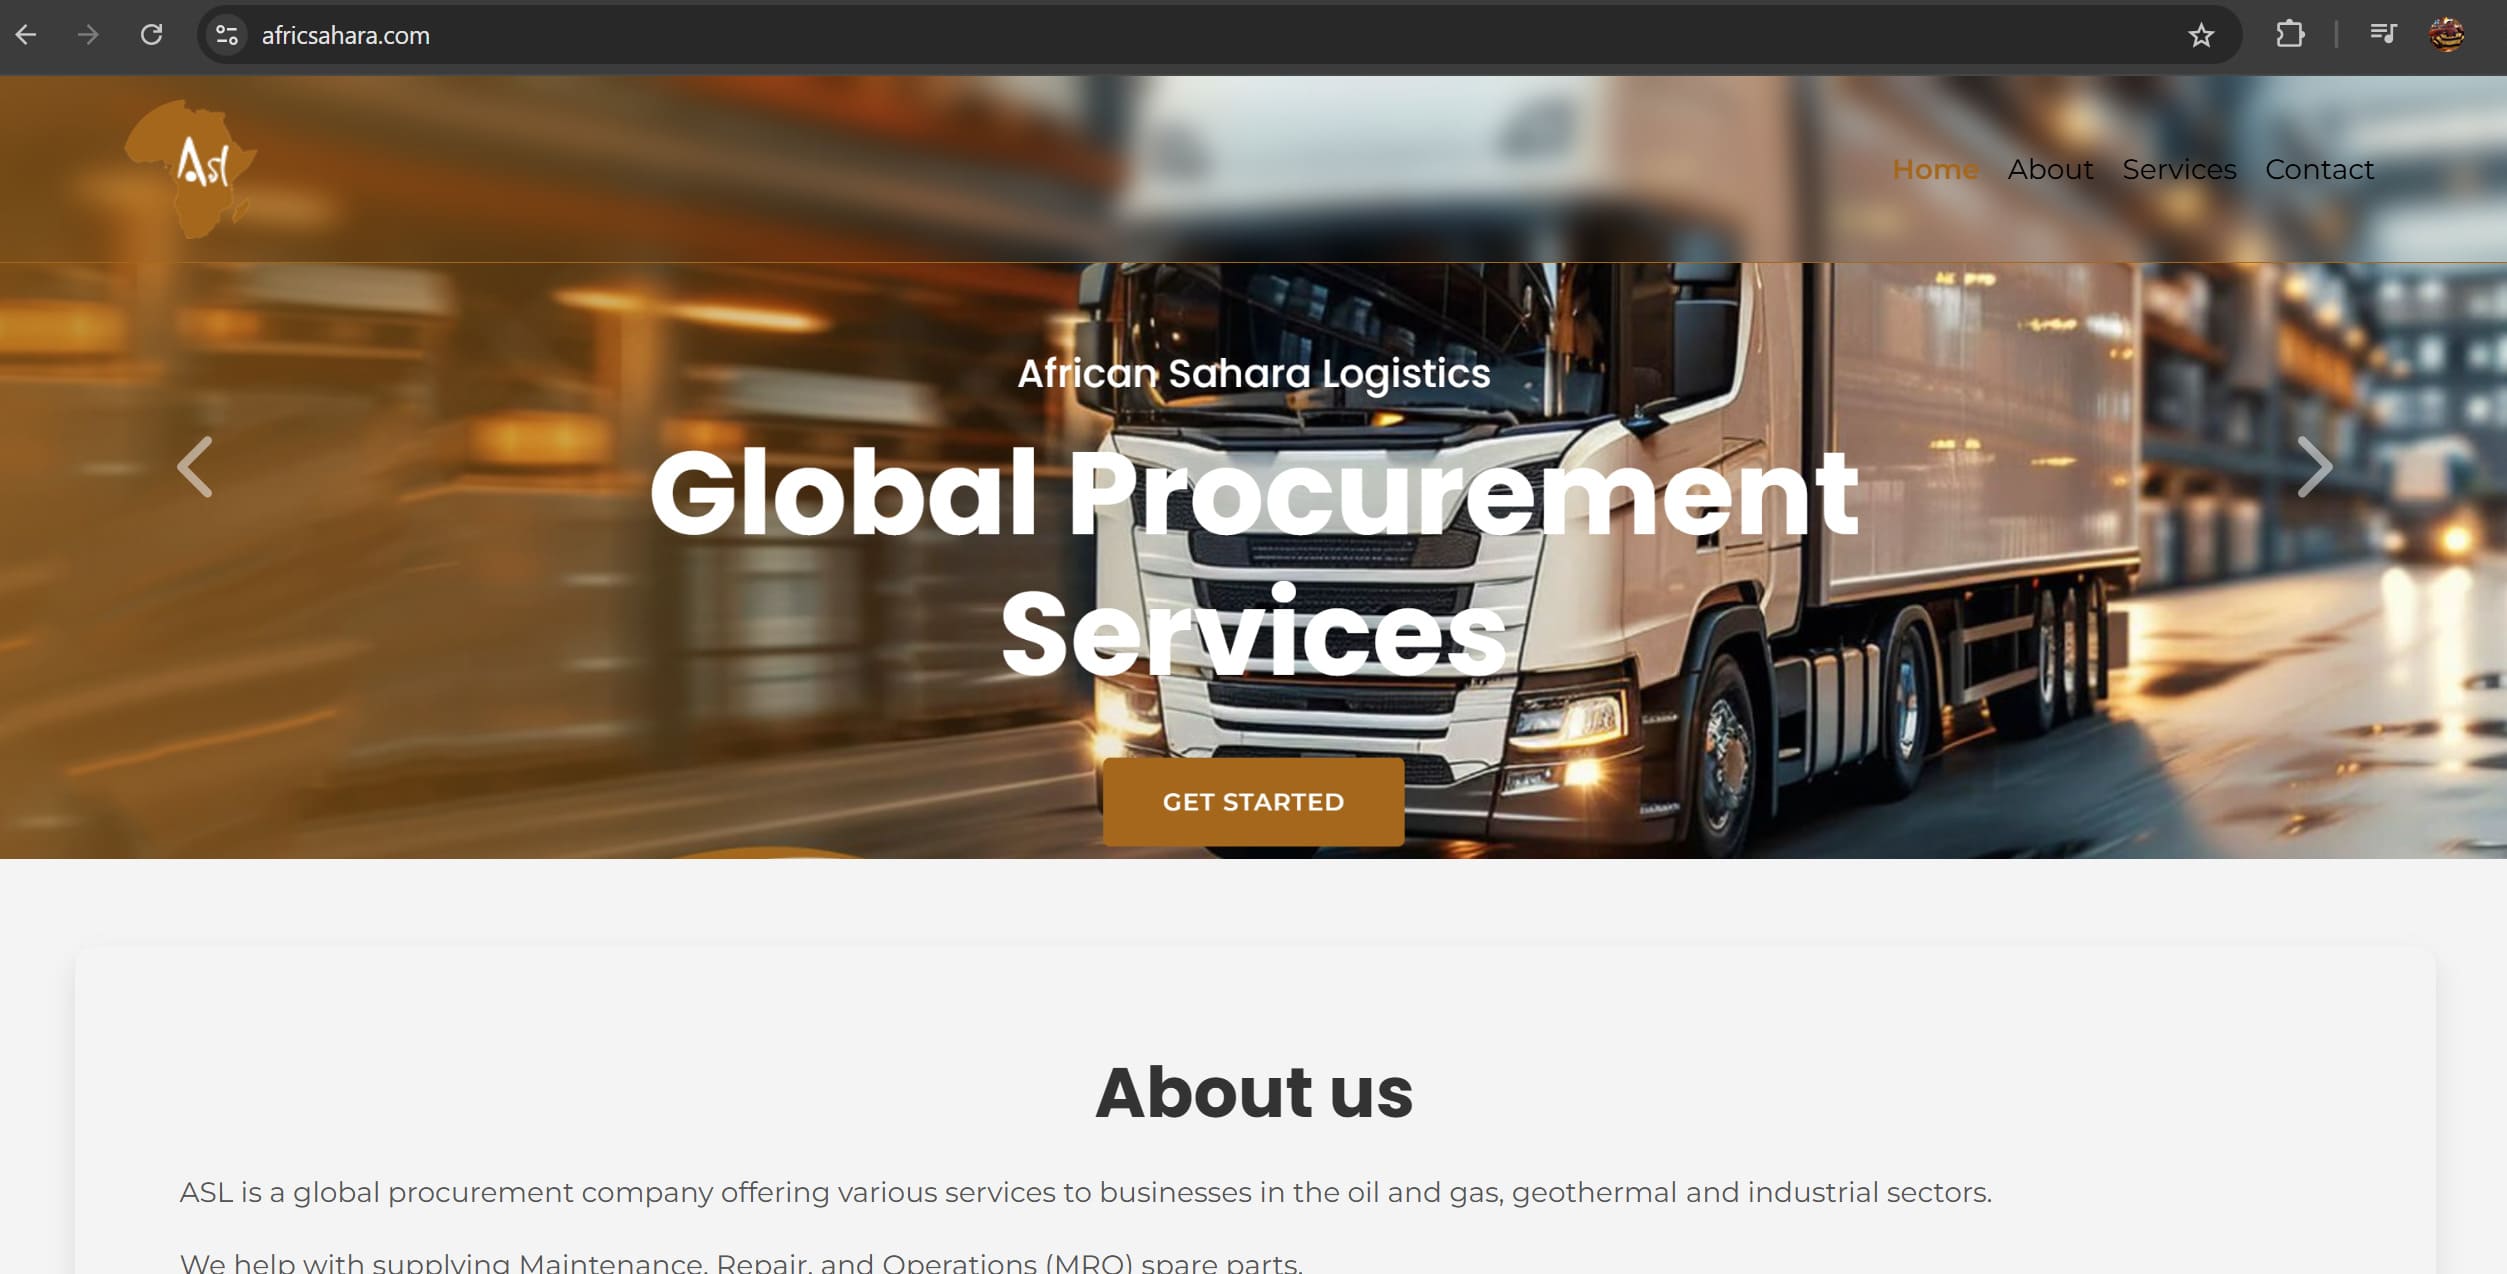 africsahara.com
Asl
Home About Services Contact
African Sahara Logistics
Global Procurement
Services
GET STARTED
About us
ASL is a global procurement company offering various services to businesses in the oil and gas, geothermal and industrial sectors.
We help with supplying Maintenance, Repair, and Operations (MRO) spare parts.